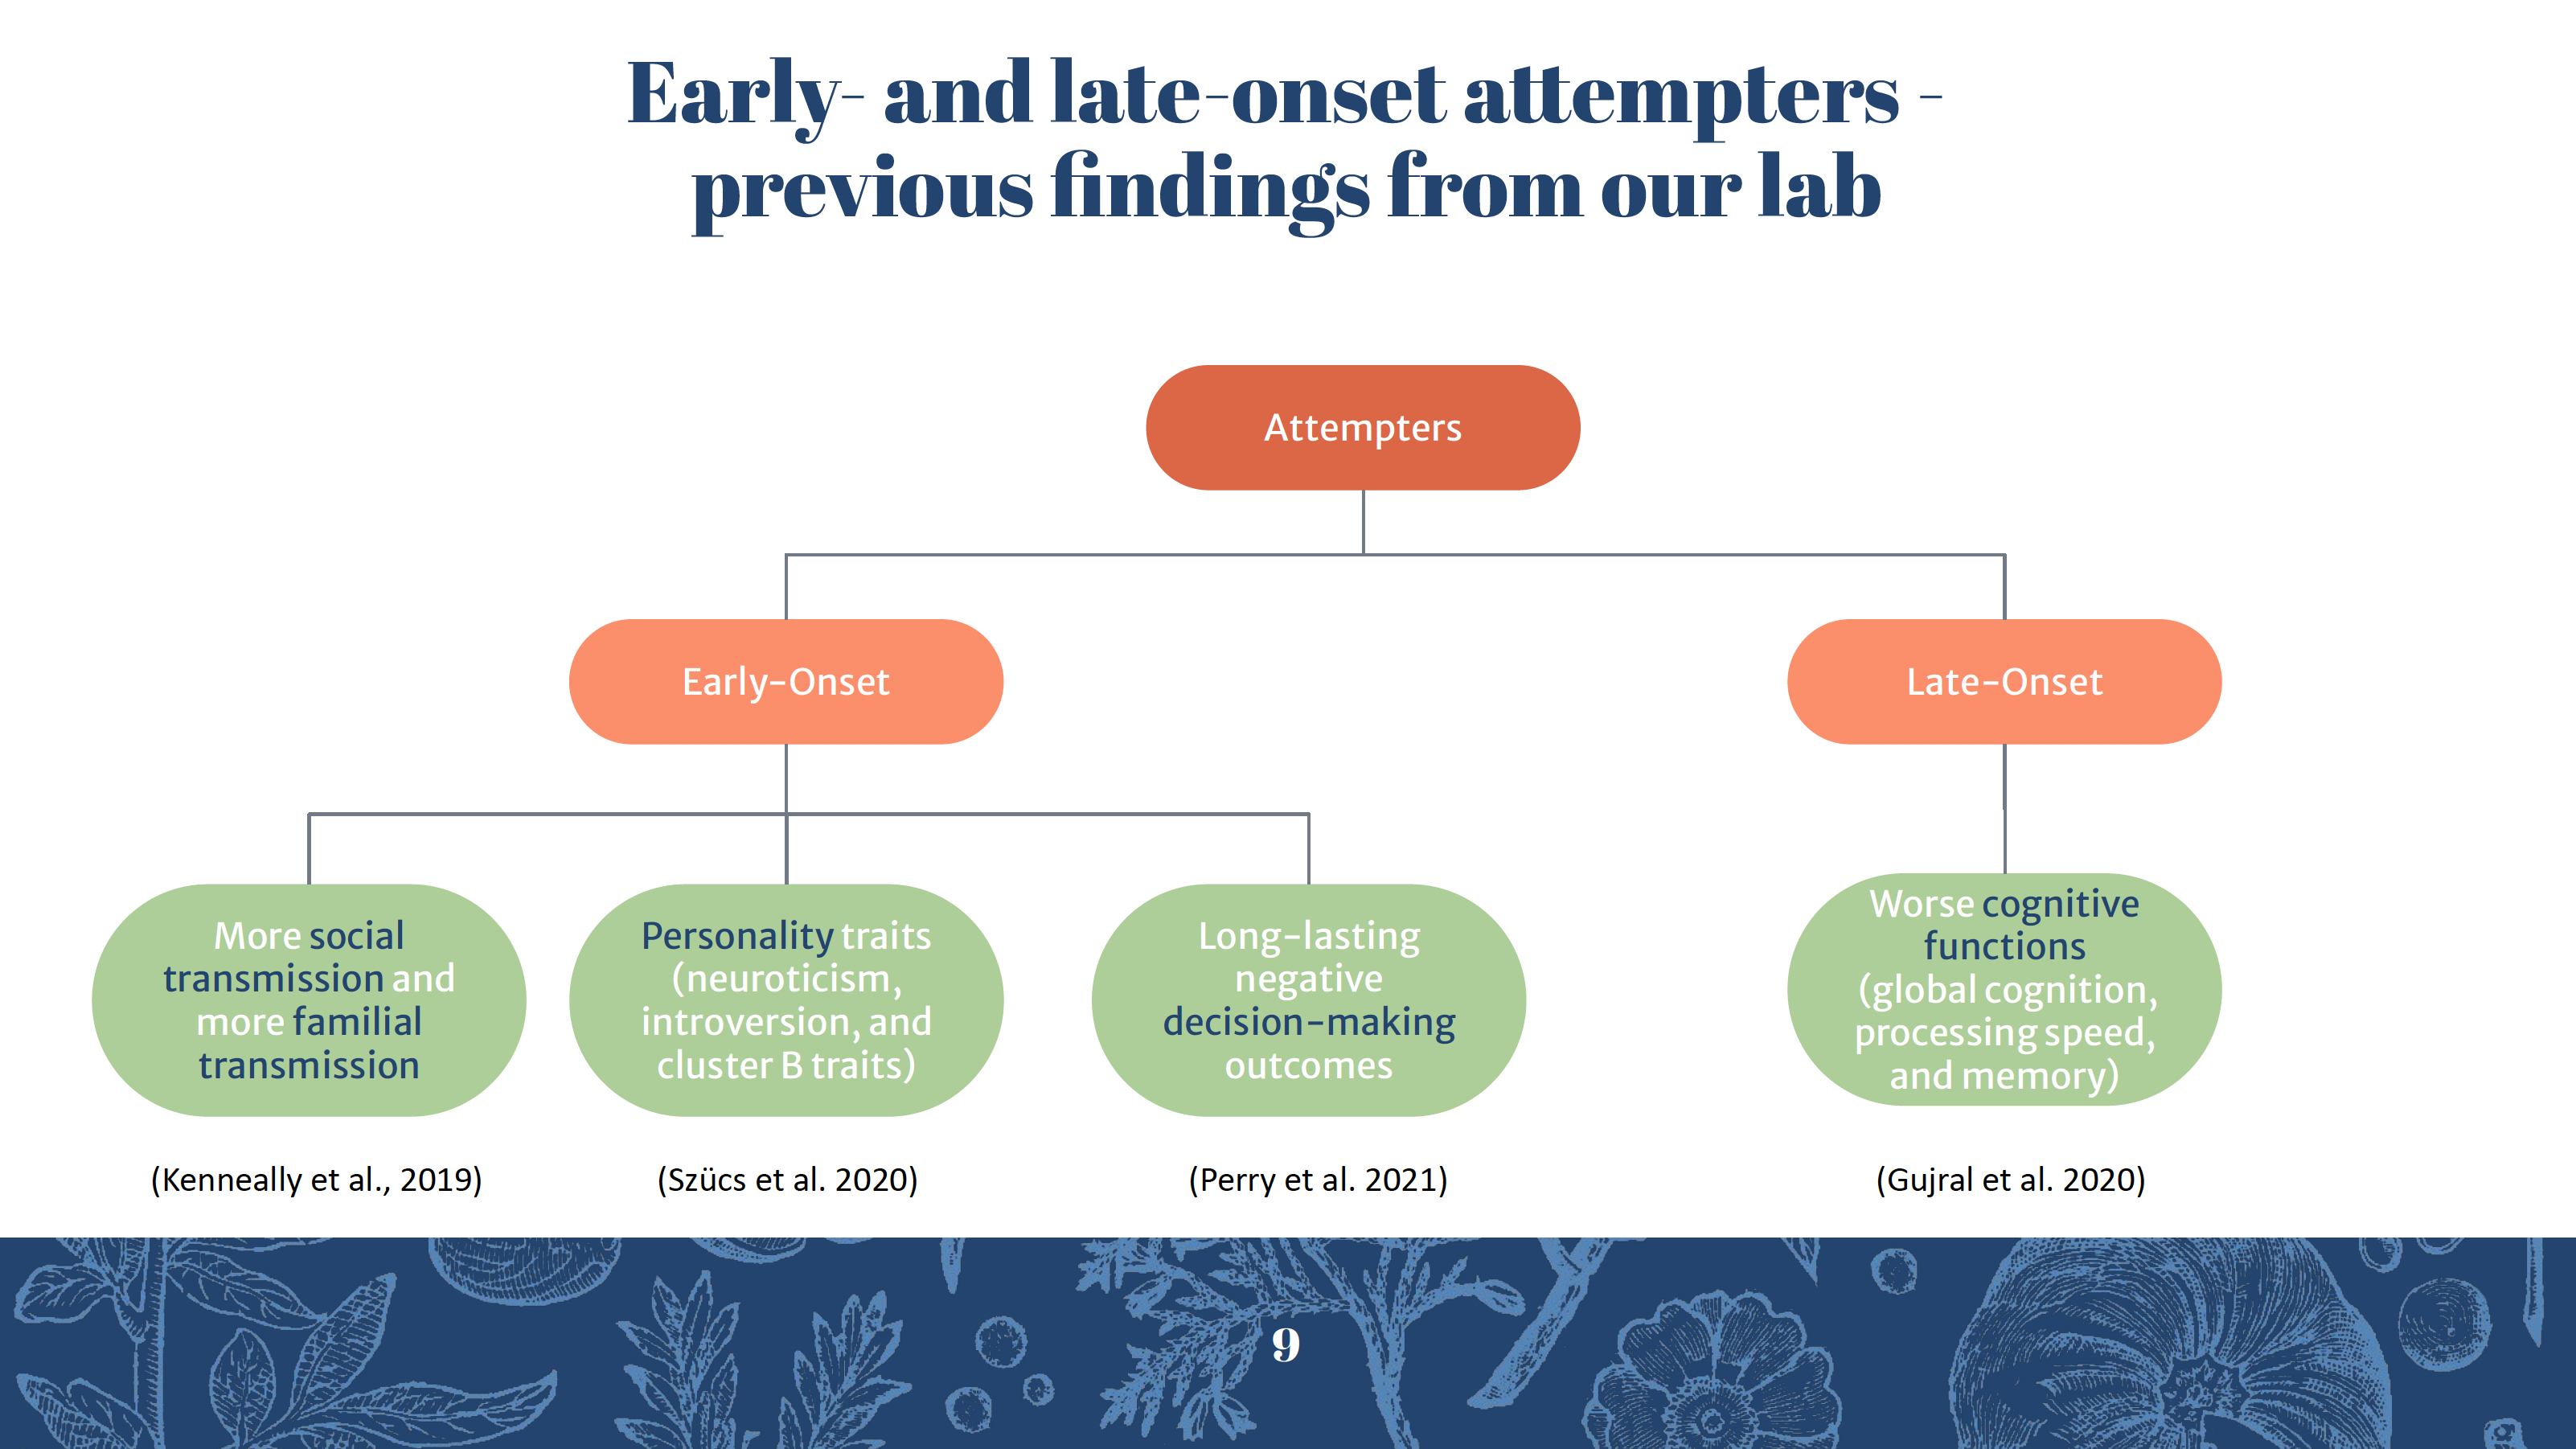 Early- and late-onset attempters -
previous findings from our lab
Attempters
Early-Onset
Late-Onset
More social
transmission and
more familial
transmission
Personality traits
(neuroticism,
introversion, and
cluster B traits)
Long-lasting
negative
decision-making
outcomes
Worse cognitive
functions
(global cognition,
processing speed,
and memory)
(Kenneally et al., 2019)
(Szücs et al. 2020)
(Perry et al. 2021)
(Gujral et al. 2020)
9